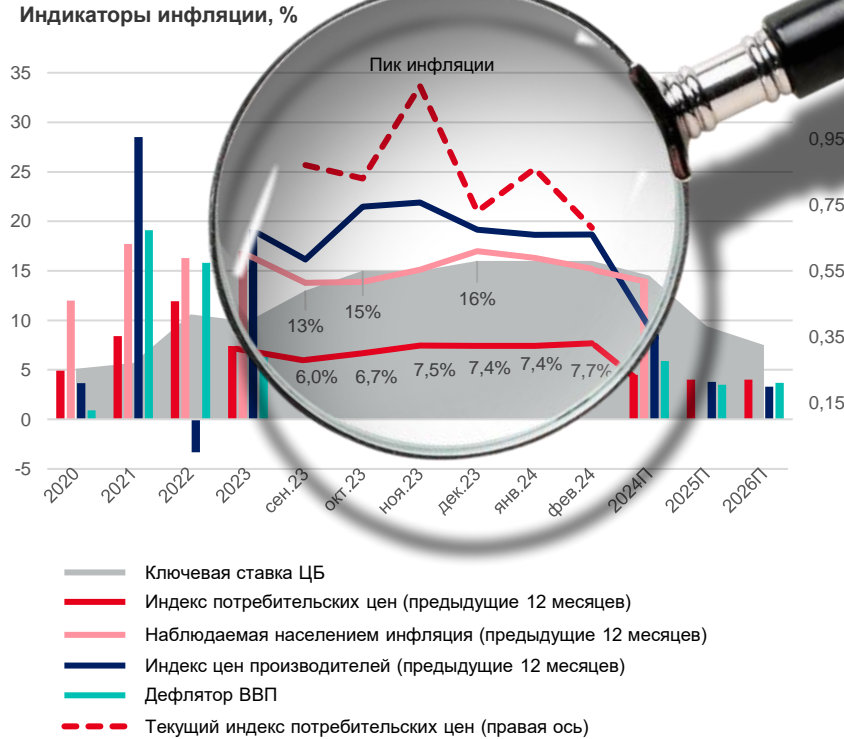 Индикаторы инфляции, %
Пик инфляции
35
30
25
20
15
10
5
0
-5
0,95
0,75
0,55
0,35
0,15
13%
15%
16%
6,0%
6,7%
7,5%
7,4%
7,4%
7,7%
2020
2021
2022
2023
сен.23
окт.23
ноя.23
дек.23
янв.24
фев.24
2024П
2025П
2026П
Ключевая ставка ЦБ
Индекс потребительских цен (предыдущие 12 месяцев)
Наблюдаемая населением инфляция (предыдущие 12 месяцев)
Индекс цен производителей (предыдущие 12 месяцев)
Дефлятор ВВП
Текущий индекс потребительских цен (правая ось)